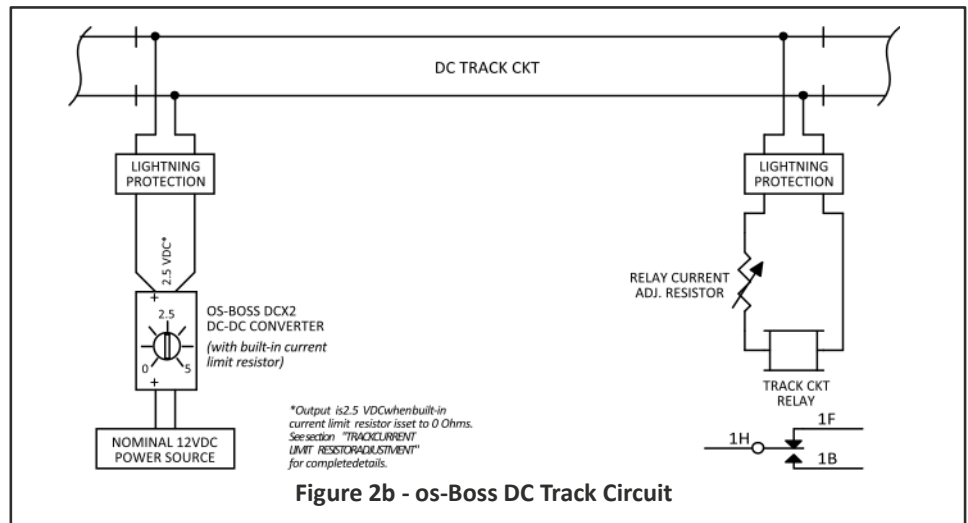 DC TRACK CKT
LIGHTNING
PROTECTION
LIGHTNING
PROTECTION
2.5 VDC*
RELAY CURRENT
ADJ. RESISTOR
+
2.5
0
5
+
OS-BOSS DCX2
DC-DC CONVERTER
(with built-in current
limit resistor)
TRACK CKT
RELAY
*Output is2.5 VDCwhenbuilt-in
current limit resistor isset to 0 Ohms.
Seesection "TRACKCURRENT
LIMIT RESISTORADJUSTMENT"
for completedetails.
NOMINAL 12VDC
POWER SOURCE
1H
1F
1B
Figure 2b - os-Boss DC Track Circuit